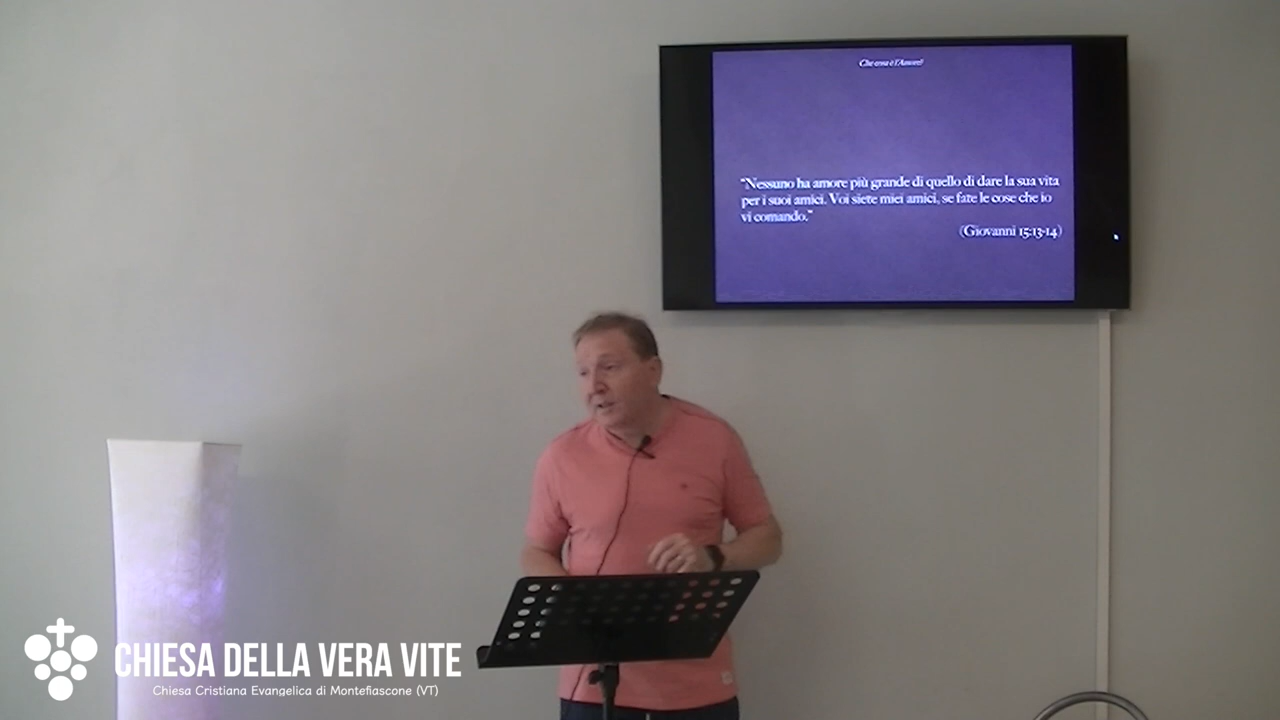 Che cosa è l'Amore?
"Nessuno ha amore più grande di quello di dare la sua vita
per i suoi amici. Voi siete miei amici, se fate le cose che io
vi comando."
(Giovanni 15:13-14)
CHIESA DELLA VERA VITE
Chiesa Cristiana Evangelica di Montefiascone (VT)